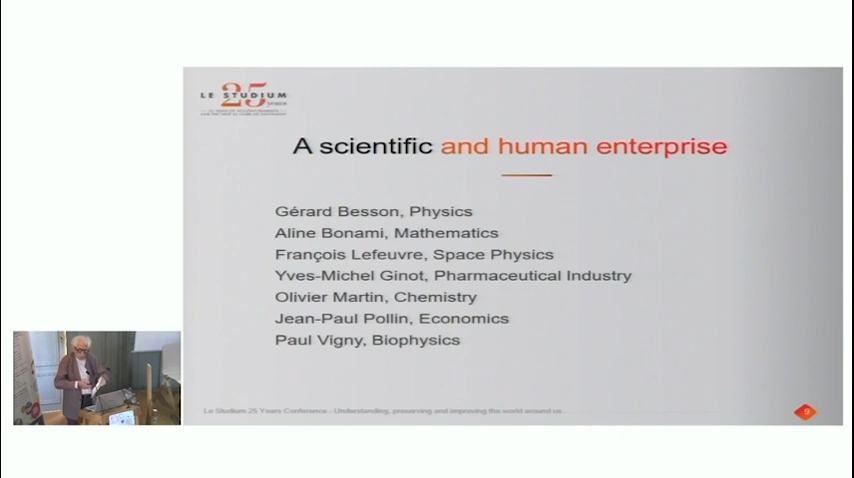 LE STUDIUM
25
years
A scientific and human enterprise
Gérard Besson, Physics
Aline Bonami, Mathematics
François Lefeuvre, Space Physics
Yves-Michel Ginot, Pharmaceutical Industry
Olivier Martin, Chemistry
Jean-Paul Pollin, Economics
Paul Vigny, Biophysics
Le Studium 25 Years Conference - Understanding, preserving and improving the world around us
9